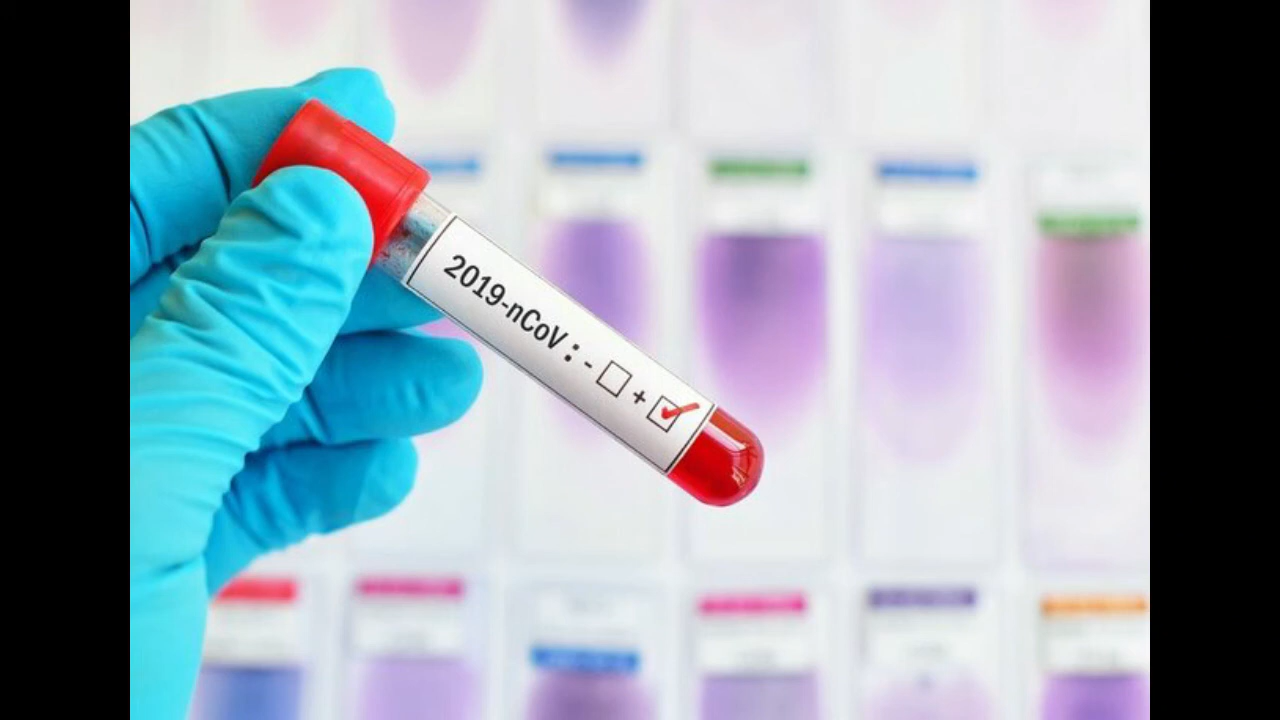 2019-nCoV : - ☐ + ☑